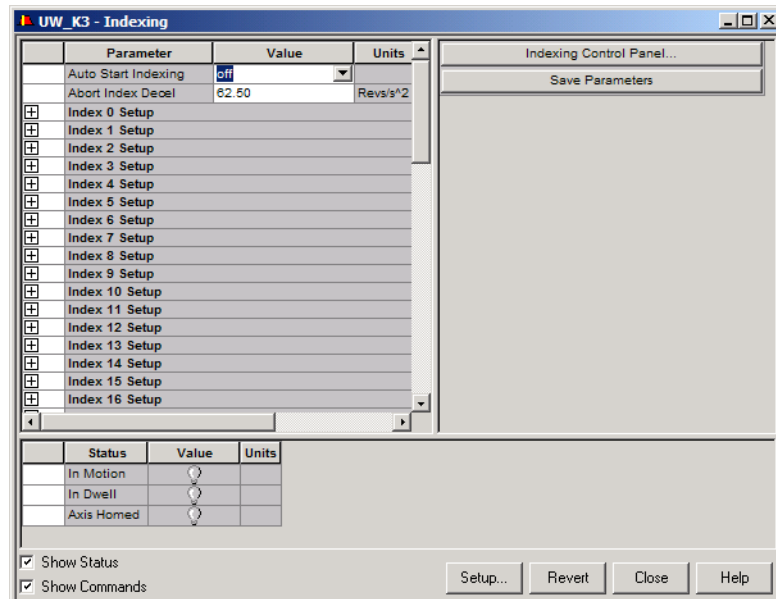 UW_K3 - Indexing
Parameter Value Units
Auto Start Indexing off
Abort Index Decel 62.50 Revs/s^2
Index 0 Setup
Index 1 Setup
Index 2 Setup
Index 3 Setup
Index 4 Setup
Index 5 Setup
Index 6 Setup
Index 7 Setup
Index 8 Setup
Index 9 Setup
Index 10 Setup
Index 11 Setup
Index 12 Setup
Index 13 Setup
Index 14 Setup
Index 15 Setup
Index 16 Setup
Indexing Control Panel...
Save Parameters
Status Value Units
In Motion
In Dwell
Axis Homed
Show Status
Show Commands
Setup... Revert Close Help